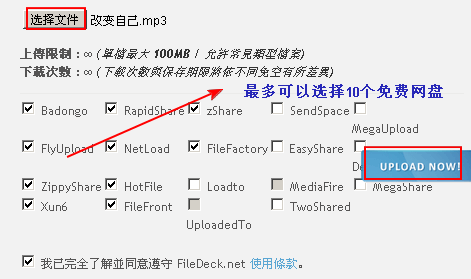 选择文件 改变自己.mp3
上傳限制：∞ (單檔最大 100MB / 允許常見類型檔案)
下載次數：∞ (下載次數與保存期限將依不同免空有所差異)
最多可以选择10个免费网盘
Badongo RapidShare zShare SendSpace MegaUpload
FlyUpload NetLoad FileFactory EasyShare
UPLOAD NOW!
ZippyShare HotFile Loadto MediaFire MegaShare
Xun6 FileFront UploadedTo TwoShared
我已完全了解並同意遵守 FileDeck.net 使用條款。